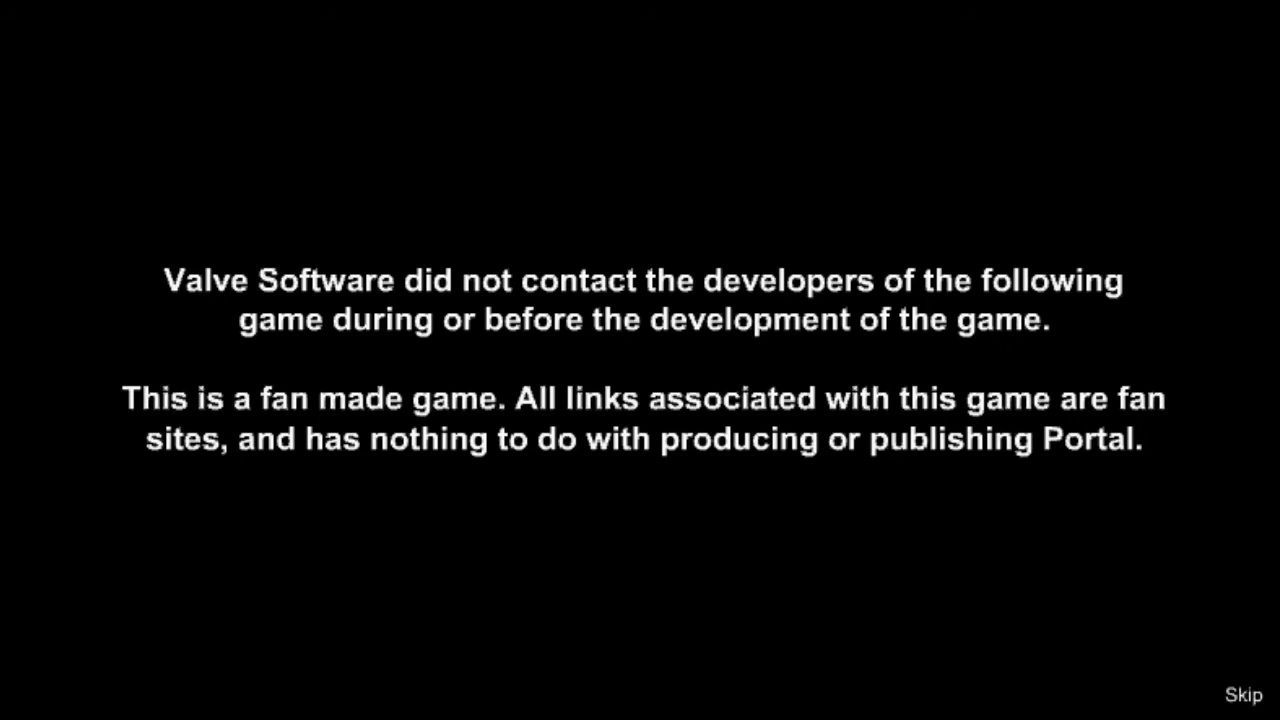 Valve Software did not contact the developers of the following
game during or before the development of the game.
This is a fan made game. All links associated with this game are fan
sites, and has nothing to do with producing or publishing Portal.
Skip